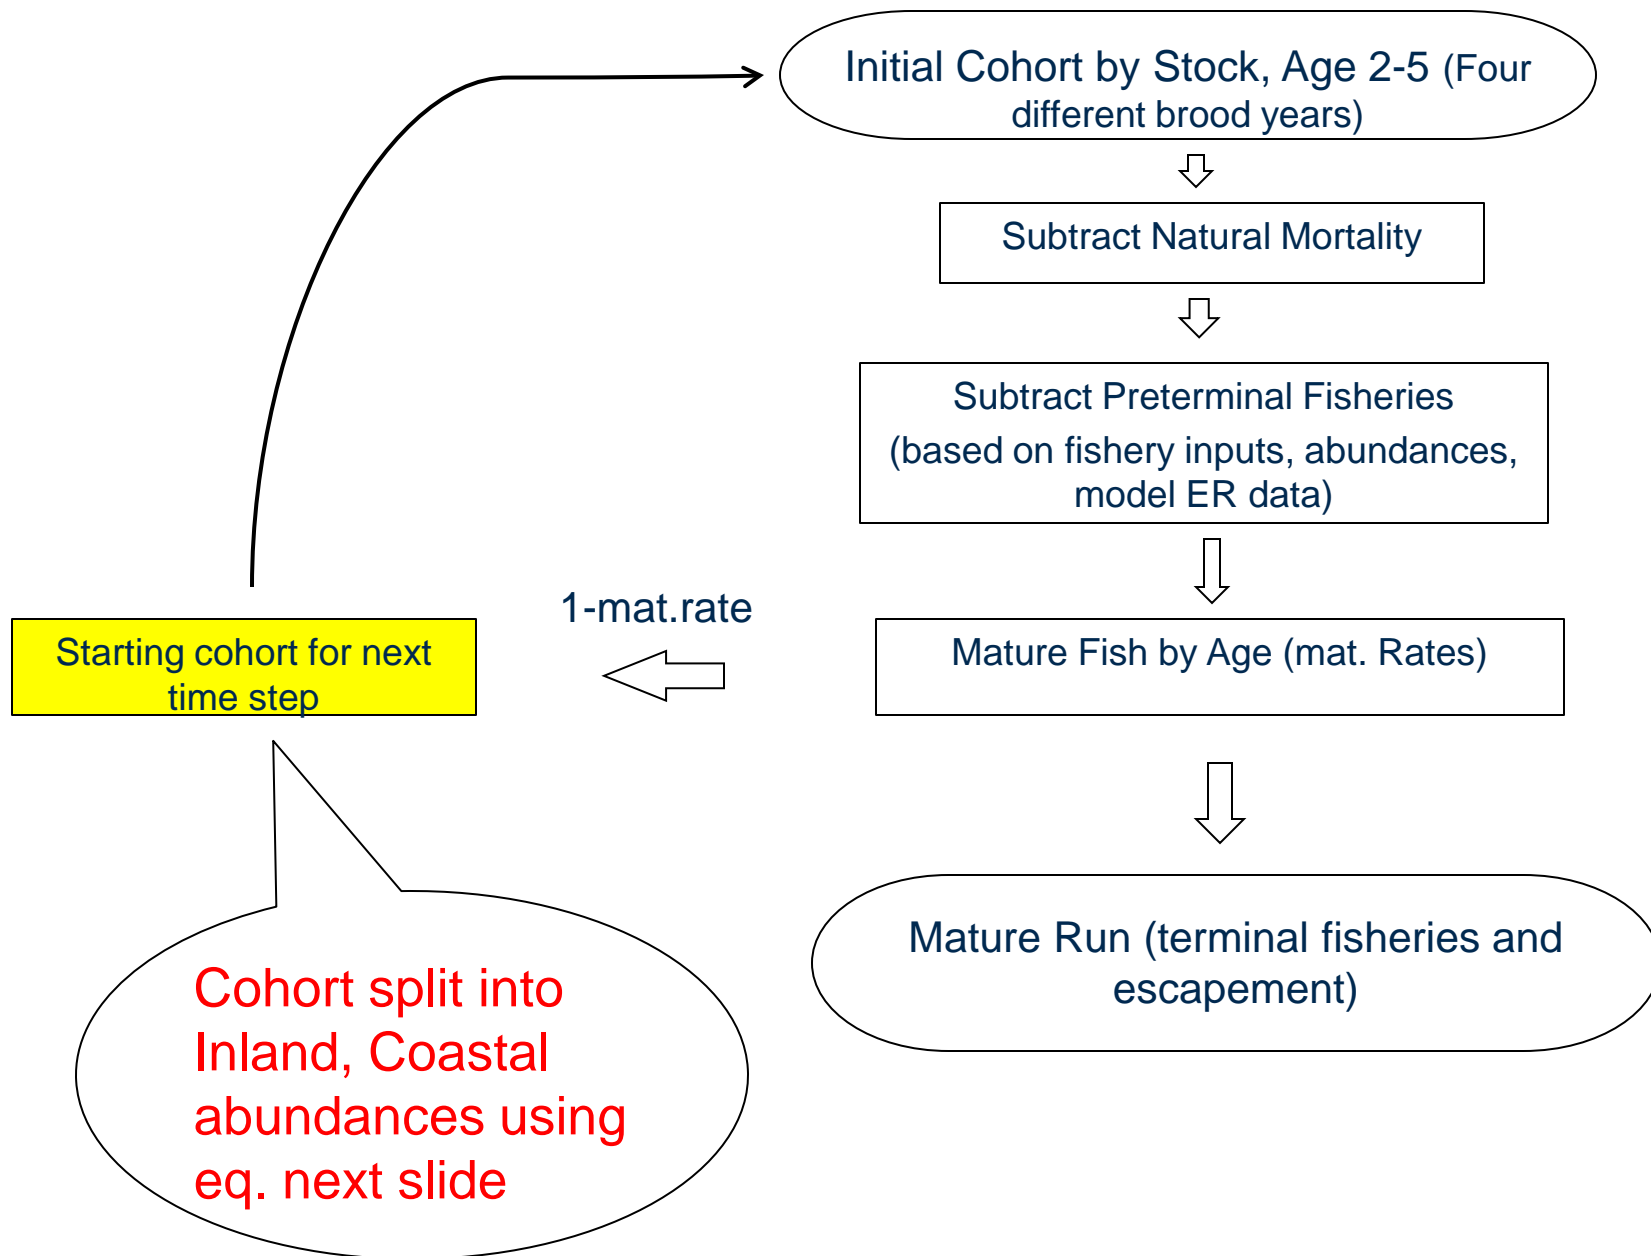 Initial Cohort by Stock, Age 2-5 (Four
different brood years)
Subtract Natural Mortality
Subtract Preterminal Fisheries
(based on fishery inputs, abundances,
model ER data)
1-mat.rate
Starting cohort for next
time step
Mature Fish by Age (mat. Rates)
Mature Run (terminal fisheries and
escapement)
Cohort split into
Inland, Coastal
abundances using
eq. next slide